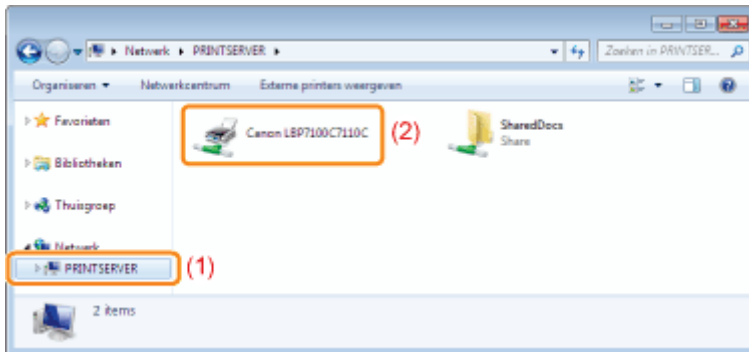 Netwerk ▸ PRINTSERVER ▸
Zoeken in PRINTSER...
Organiseren Netwerkcentrum Externe printers weergeven
Favorieten
Canon LBP7100C7110C
(2)
SharedDocs
Share
Bibliotheken
Thuisgroep
Netwerk
PRINTSERVER
(1)
2 items